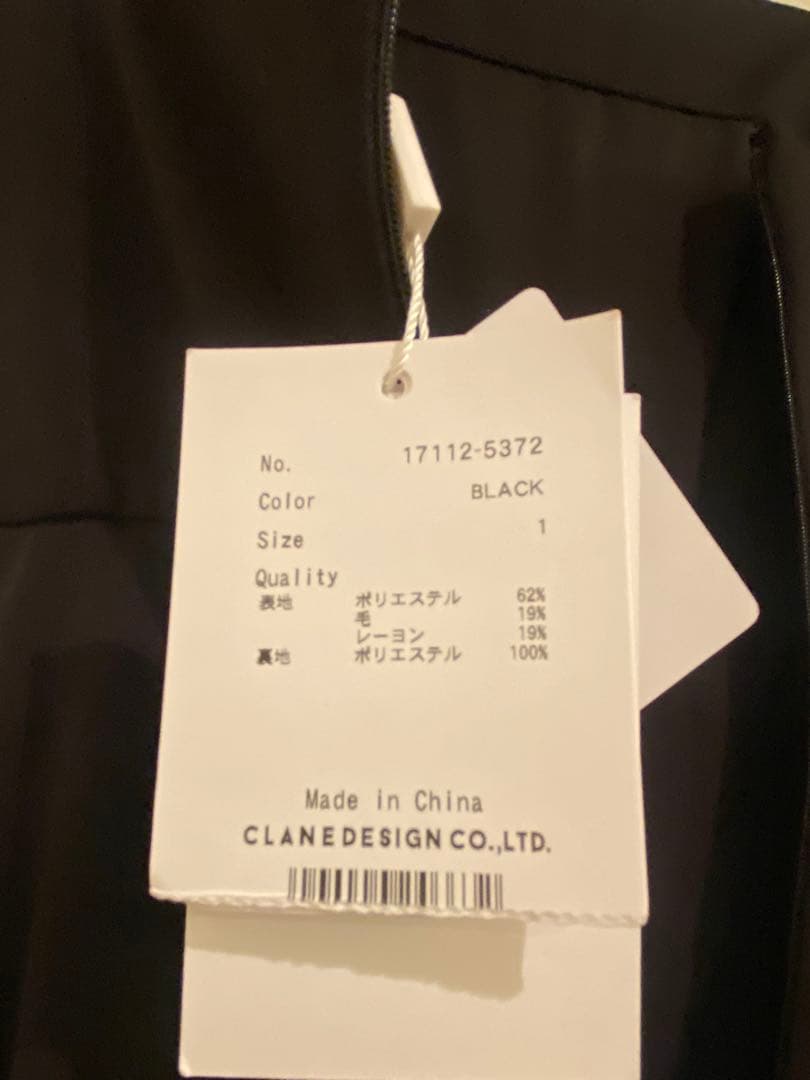 No. 17112-5372
Color BLACK
Size 1
Quality
表地 ポリエステル 62%
毛 19%
レーヨン 19%
裏地 ポリエステル 100%
Made in China
CLANEDESIGN CO.,LTD.